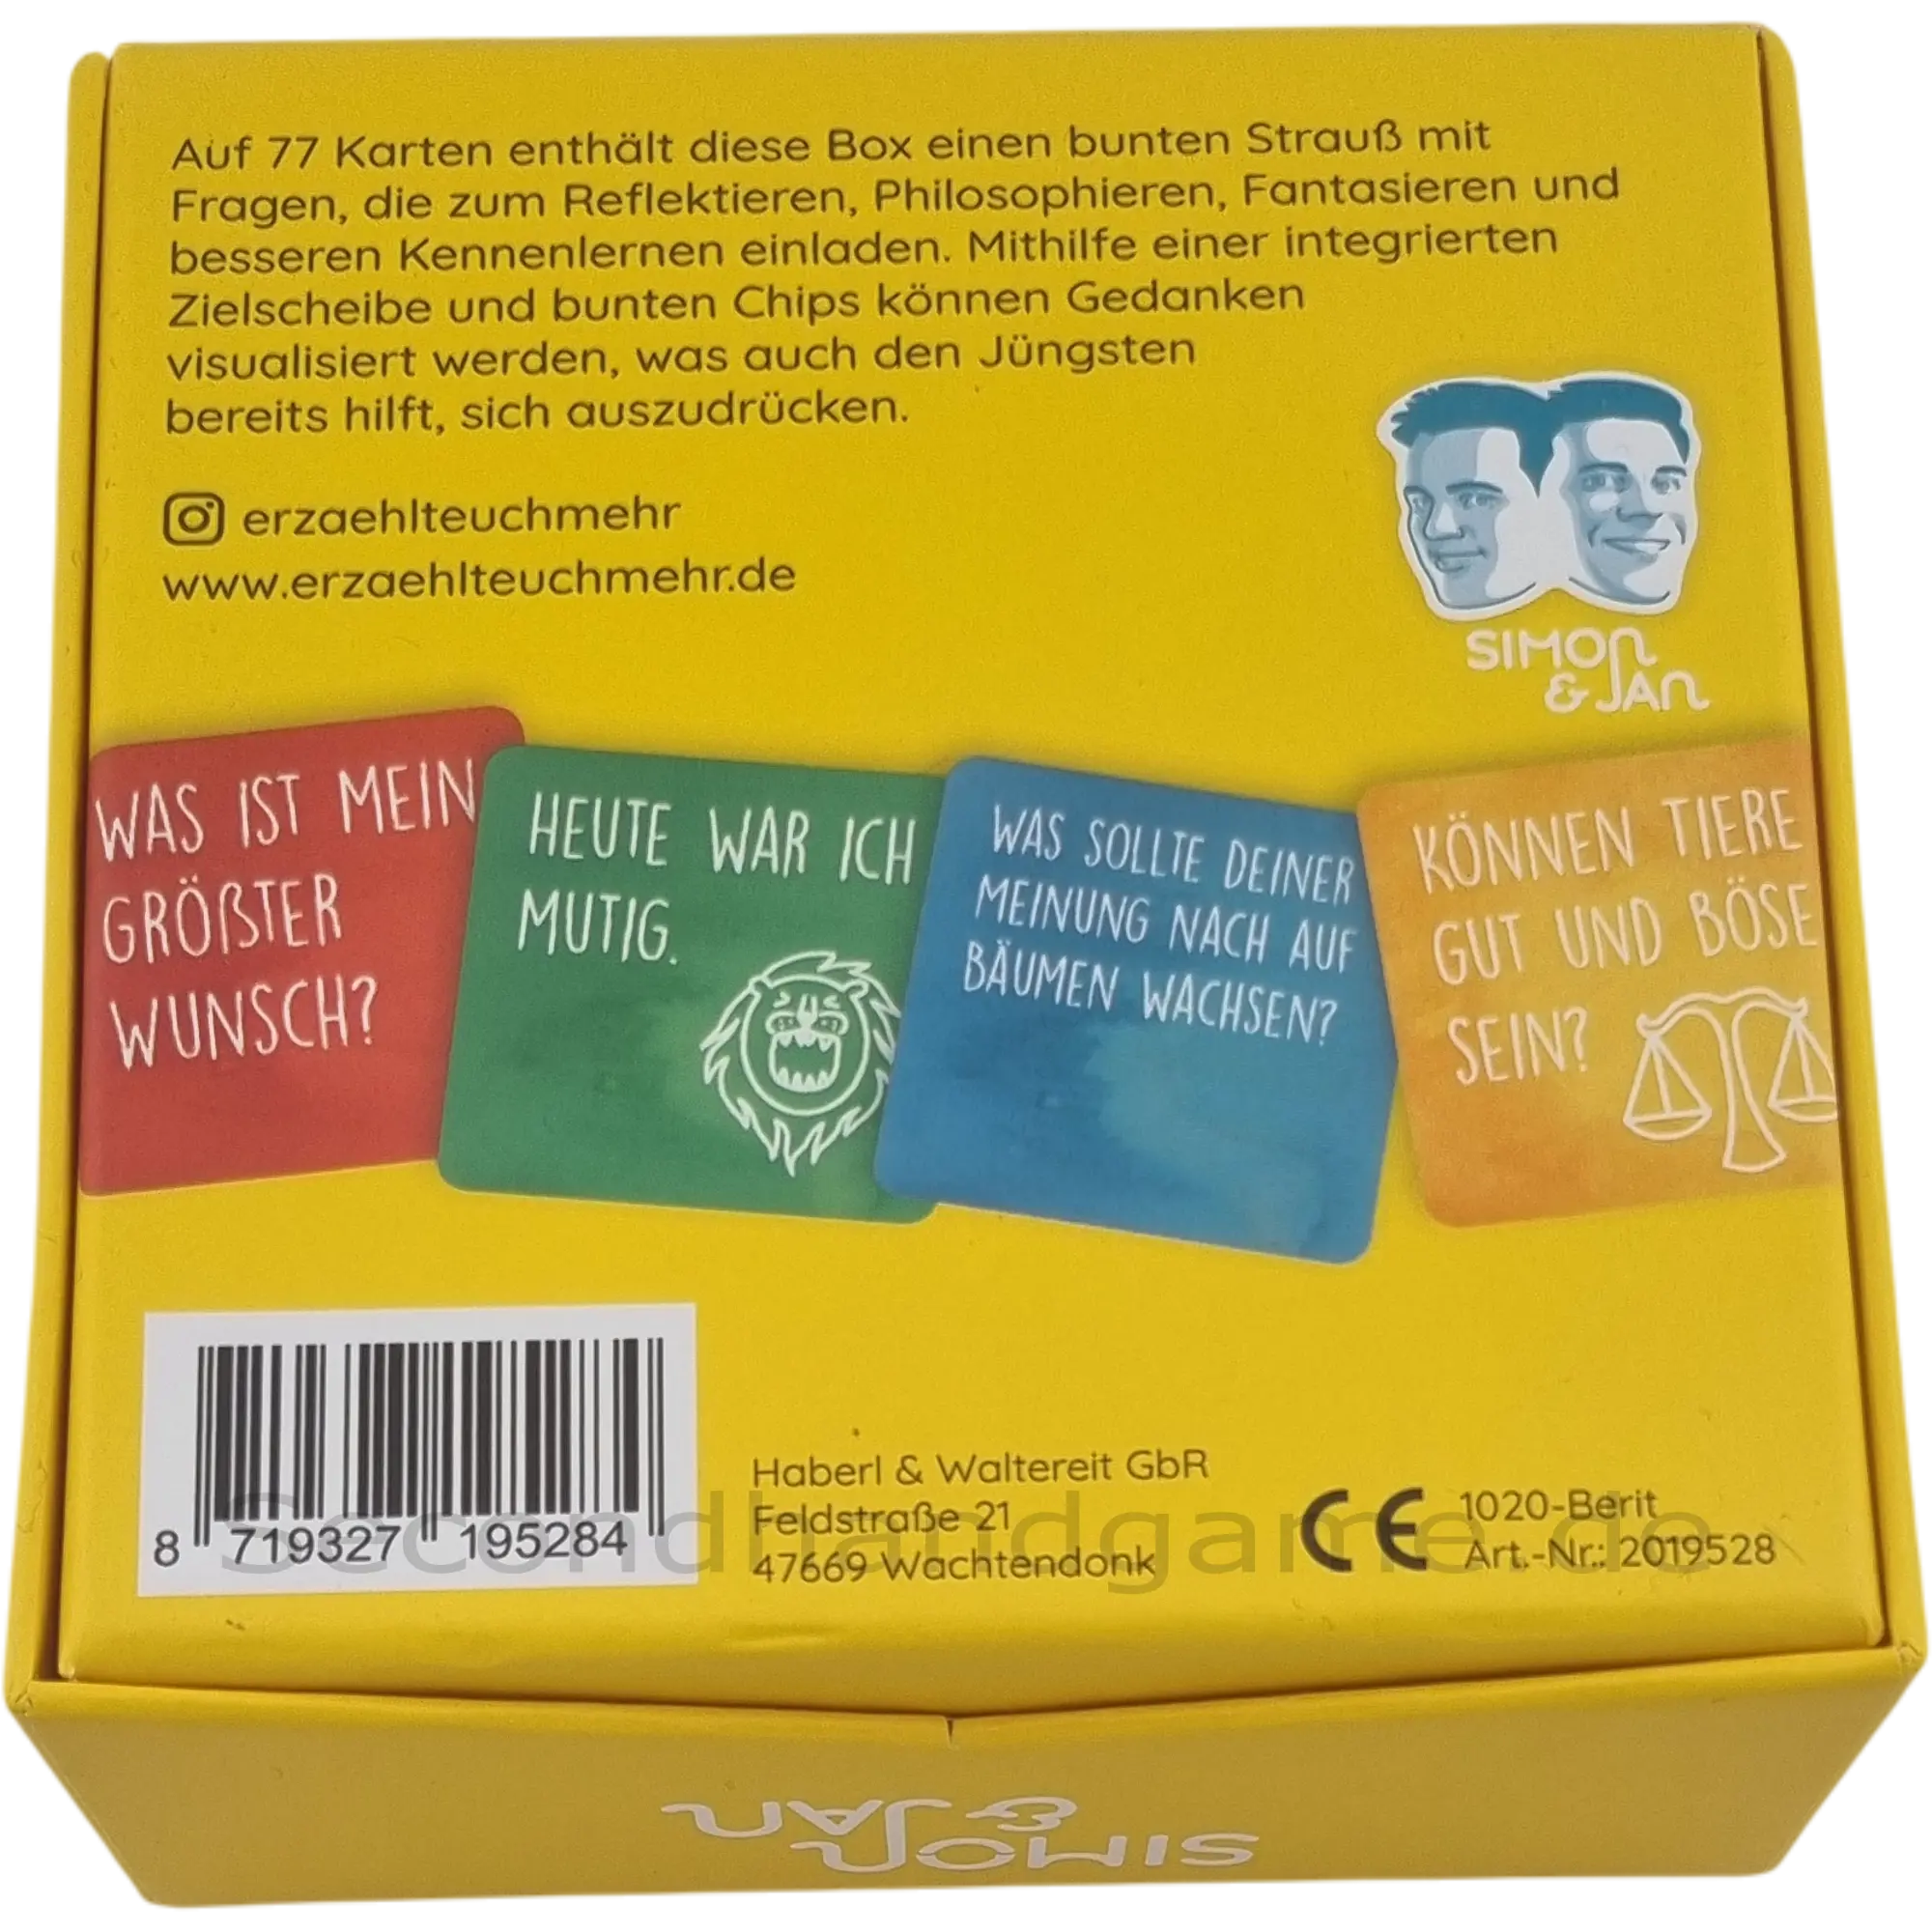 Auf 77 Karten enthält diese Box einen bunten Strauß mit
Fragen, die zum Reflektieren, Philosophieren, Fantasieren und
besseren Kennenlernen einladen. Mithilfe einer integrierten
Zielscheibe und bunten Chips können Gedanken
visualisiert werden, was auch den Jüngsten
bereits hilft, sich auszudrücken.
erzaehlteuchmehr
www.erzaehlteuchmehr.de
SIMON
& JAN
WAS IST MEIN
GRÖßTER
WUNSCH?
HEUTE WAR ICH
MUTIG.
WAS SOLLTE DEINER
MEINUNG NACH AUF
BÄUMEN WACHSEN?
KÖNNEN TIERE
GUT UND BÖSE
SEIN?
8 719327 195284
Haberl & Waltereit GbR
Feldstraße 21
47669 Wachtendonk
CE
1020-Berit
Art.-Nr.: 2019528
Secondhandgame.de
SIMON
& JAN